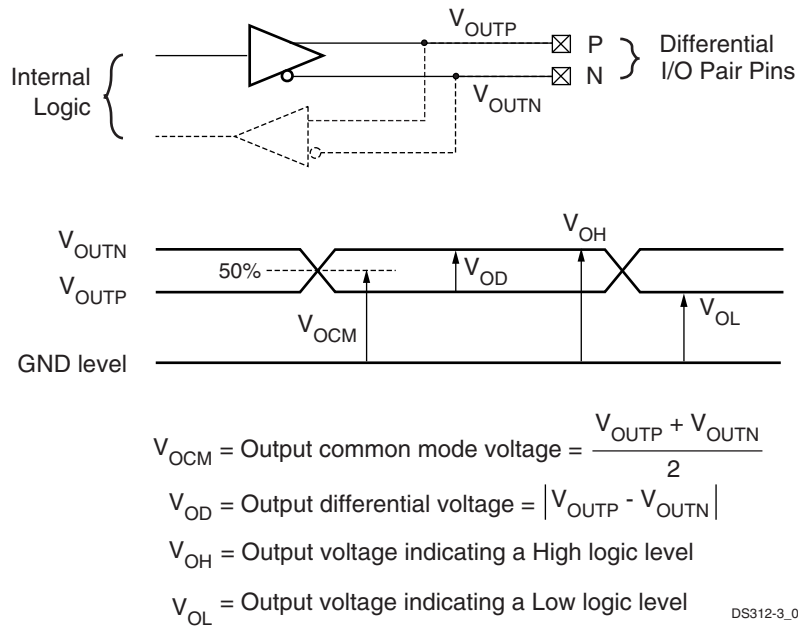 V_OUTP
P
Differential
I/O Pair Pins
Internal
Logic
N
V_OUTN
V_OUTN
V_OH
50%
V_OD
V_OUTP
V_OCM
V_OL
GND level
V_OCM = Output common mode voltage = (V_OUTP + V_OUTN) / 2
V_OD = Output differential voltage = |V_OUTP - V_OUTN|
V_OH = Output voltage indicating a High logic level
V_OL = Output voltage indicating a Low logic level
DS312-3_0